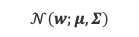 𝒩(𝒘; 𝝁, 𝜮)